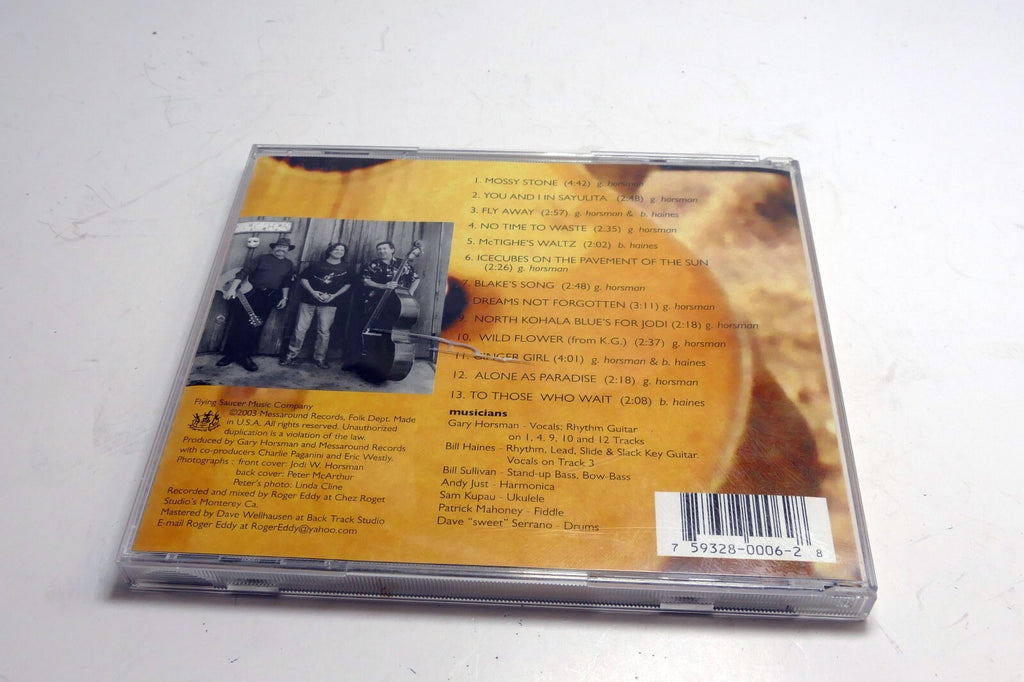 1. MOSSY STONE (4:42) g. horsman
2. YOU AND I IN SAYULITA (2:48) g. horsman
3. FLY AWAY (2:57) g. horsman & b. haines
4. NO TIME TO WASTE (2:35) g. horsman
5. McTIGHE'S WALTZ (2:02) b. haines
6. ICECUBES ON THE PAVEMENT OF THE SUN
(2:26) g. horsman
7. BLAKE'S SONG (2:48) g. horsman
DREAMS NOT FORGOTTEN (3:11) g. horsman
9. NORTH KOHALA BLUE'S FOR JODI (2:18) g. horsman
10. WILD FLOWER (from K.G.) (2:37) g. horsman
11. GINGER GIRL (4:01) g. horsman & b. haines
12. ALONE AS PARADISE (2:18) g. horsman
13. TO THOSE WHO WAIT (2:08) b. haines
musicians
Gary Horsman - Vocals; Rhythm Guitar
on 1, 4, 9, 10 and 12 Tracks
Bill Haines - Rhythm, Lead, Slide & Slack Key Guitar.
Vocals on Track 3
Bill Sullivan - Stand-up Bass, Bow-Bass
Andy Just - Harmonica
Sam Kupau - Ukulele
Patrick Mahoney - Fiddle
Dave "sweet" Serrano - Drums
Flying Saucer Music Company
©2003 Messaround Records, Folk Dept. Made
in U.S.A. All rights reserved. Unauthorized
duplication is a violation of the law.
Produced by Gary Horsman and Messaround Records
with co-producers Charlie Paganini and Eric Westly.
Photographs : front cover: Jodi W. Horsman
back cover: Peter McArthur
Peter's photo: Linda Cline
Recorded and mixed by Roger Eddy at Chez Roget
Studio's Monterey Ca.
Mastered by Dave Wellhausen at Back Track Studio
E-mail Roger Eddy at RogerEddy@yahoo.com
7 59328-0006-2 8